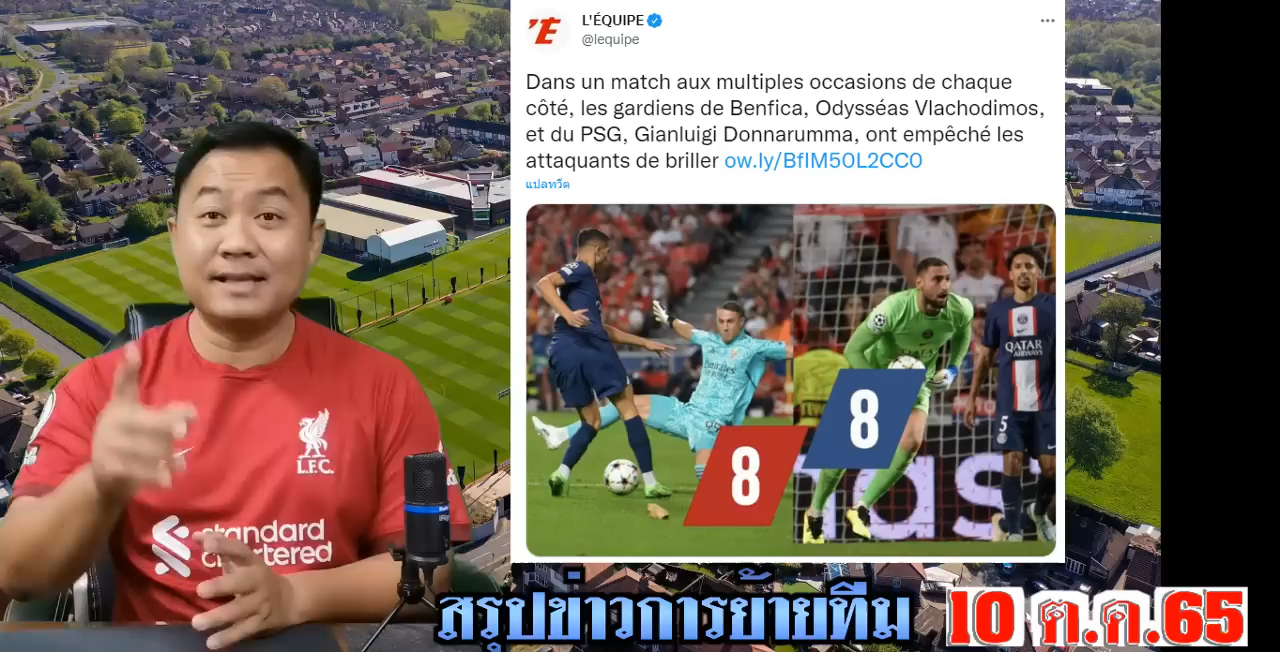 L'ÉQUIPE
@lequipe
Dans un match aux multiples occasions de chaque
côté, les gardiens de Benfica, Odysséas Vlachodimos,
et du PSG, Gianluigi Donnarumma, ont empêché les
attaquants de briller ow.ly/BfIM50L2CC0
แปลทวีต
QATAR
AIRWAYS
5
8
8
L.F.C.
standard
chartered
สรุปข่าวการย้ายทีม 10 ต.ค.65